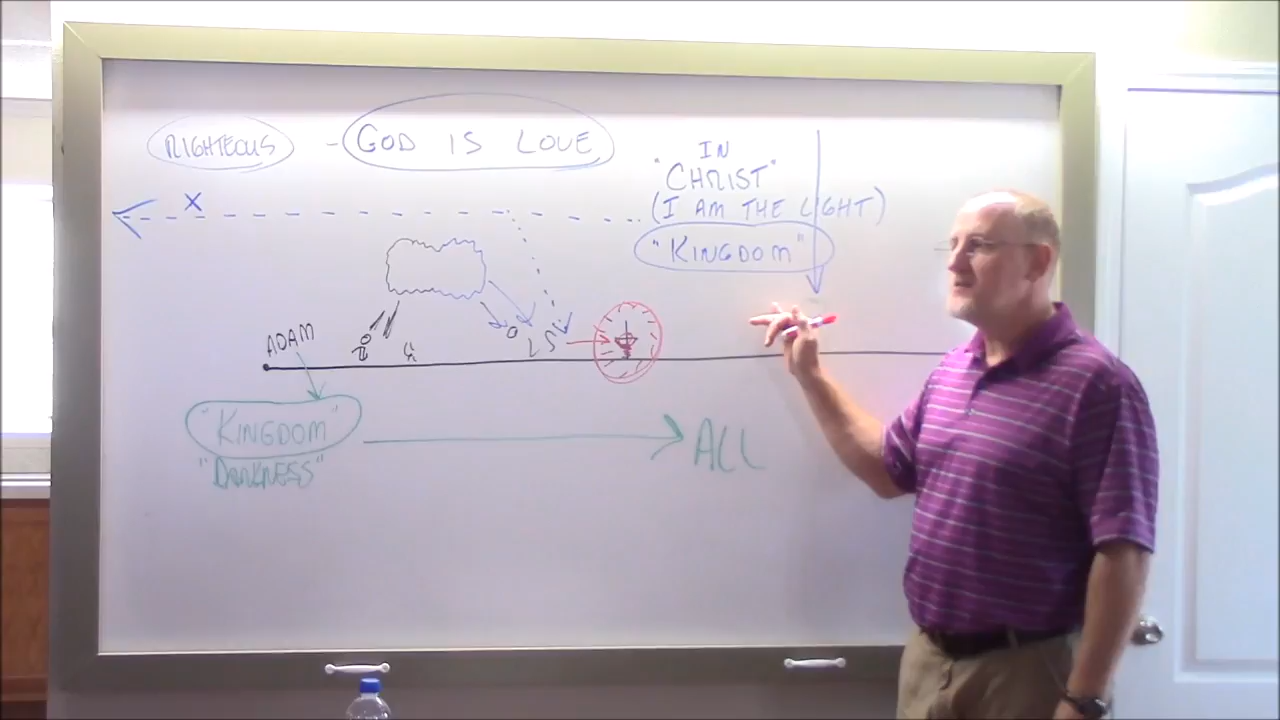 RIGHTEOUS - GOD IS LOVE
X
IN
"CHRIST"
(I AM THE LIGHT)
"KINGDOM"
ADAM
"KINGDOM"
"DARKNESS"
ALL